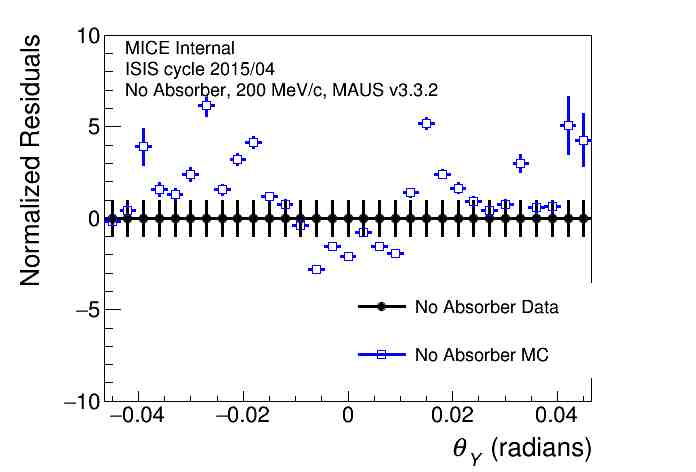 MICE Internal
ISIS cycle 2015/04
No Absorber, 200 MeV/c, MAUS v3.3.2
Normalized Residuals
10
5
0
−5
−10
No Absorber Data
No Absorber MC
−0.04 −0.02 0 0.02 0.04
θY (radians)